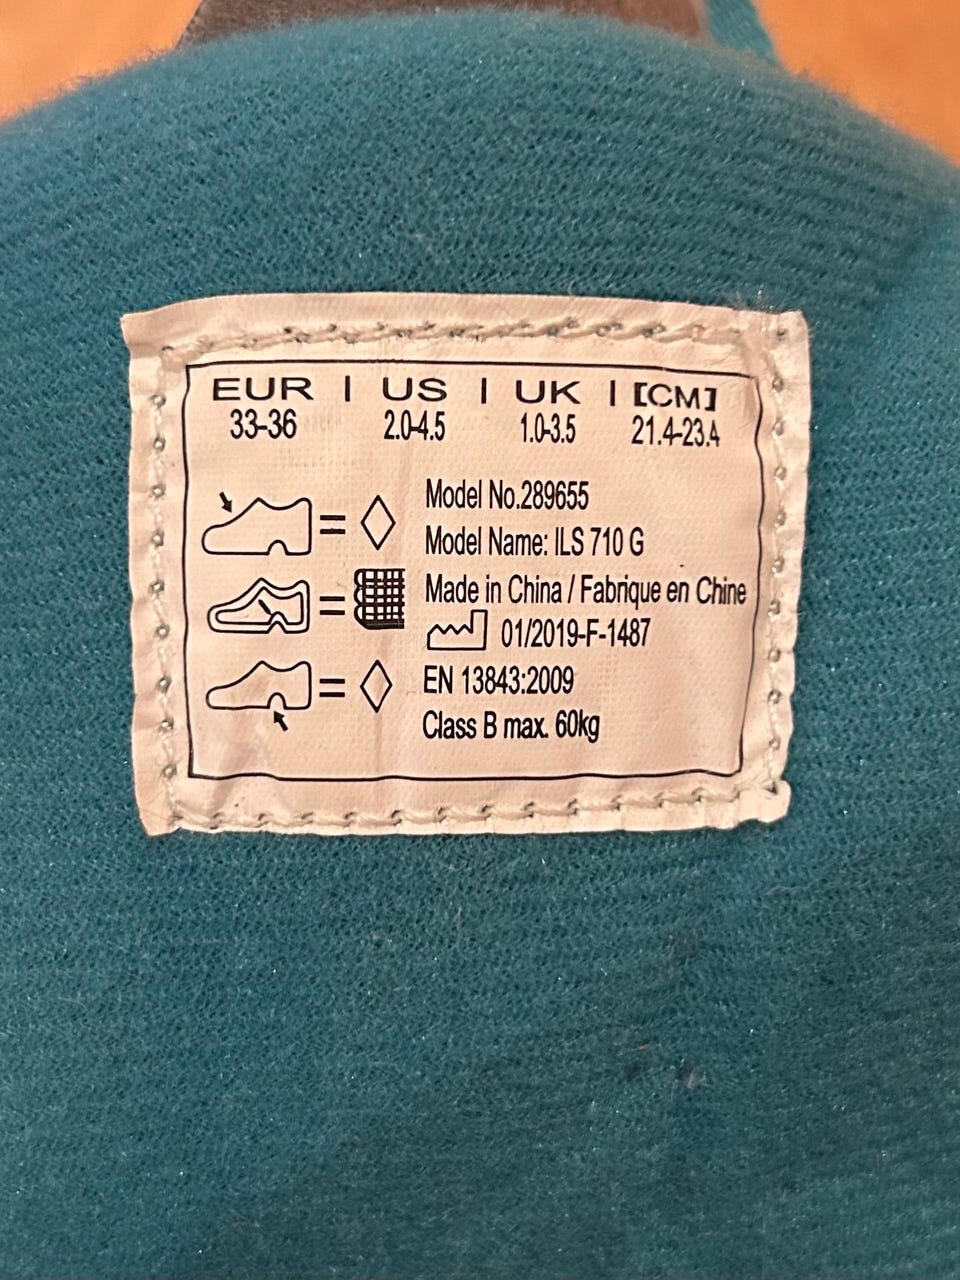 EUR | US | UK | [CM]
33-36 2.0-4.5 1.0-3.5 21.4-23.4
Model No.289655
Model Name: ILS 710 G
Made in China / Fabrique en Chine
01/2019-F-1487
EN 13843:2009
Class B max. 60kg